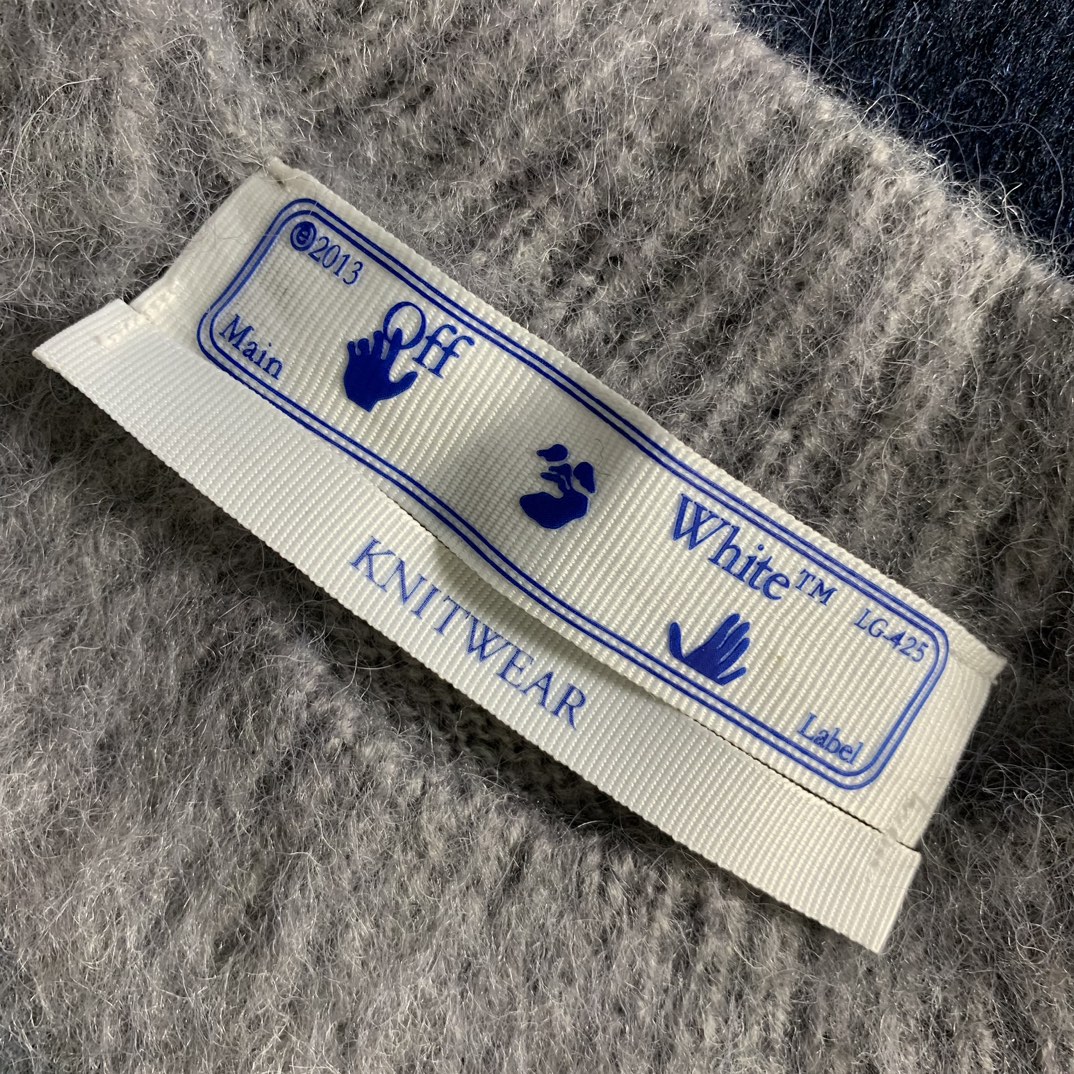 ©2013
Off
White™
LG-425
Main
Label
KNITWEAR